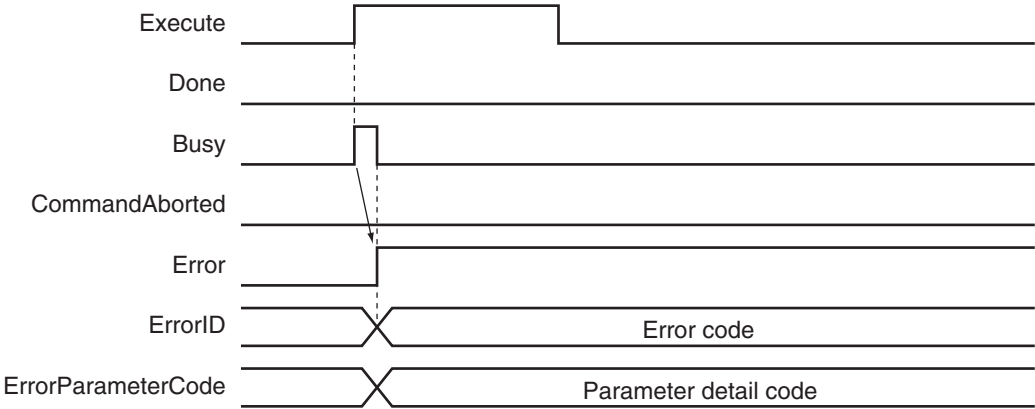 Execute
Done
Busy
CommandAborted
Error
ErrorID
Error code
ErrorParameterCode
Parameter detail code